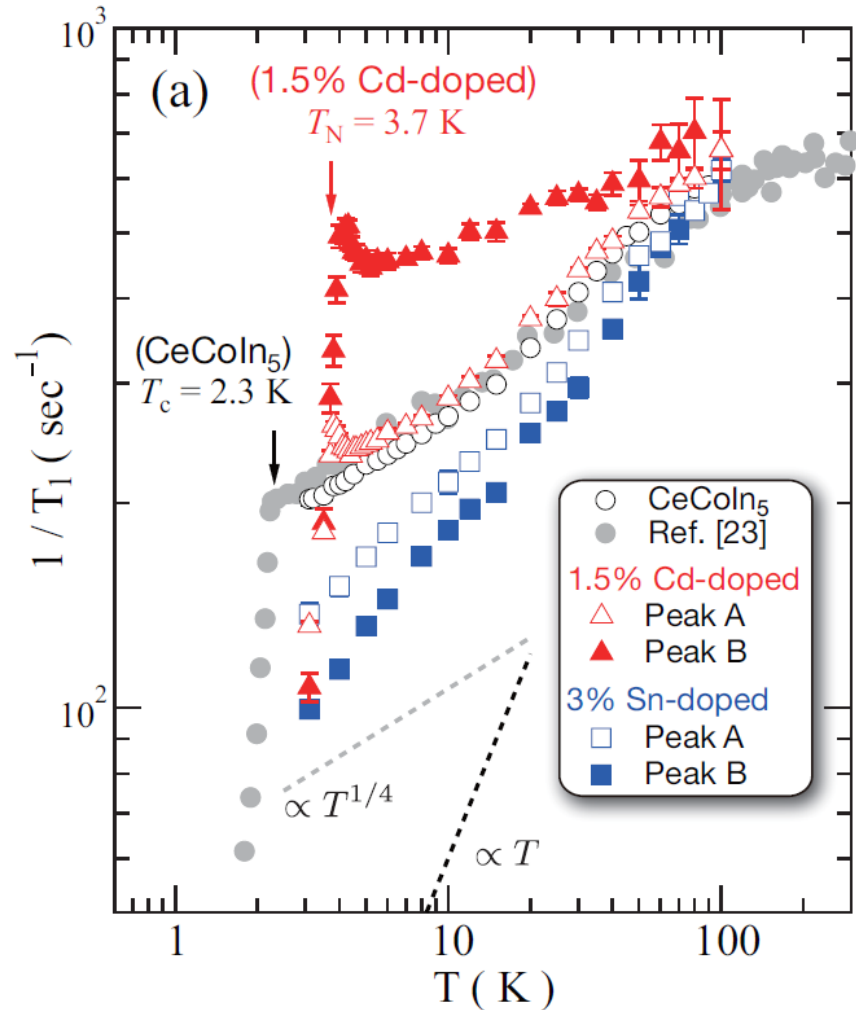 10³
(a)
(1.5% Cd-doped)
T_N = 3.7 K
(CeCoIn₅)
T_c = 2.3 K
1 / T₁ ( sec⁻¹ )
10²
∝ T^{1/4}
∝ T
CeCoIn₅
Ref. [23]
1.5% Cd-doped
Peak A
Peak B
3% Sn-doped
Peak A
Peak B
1 10 100
T ( K )